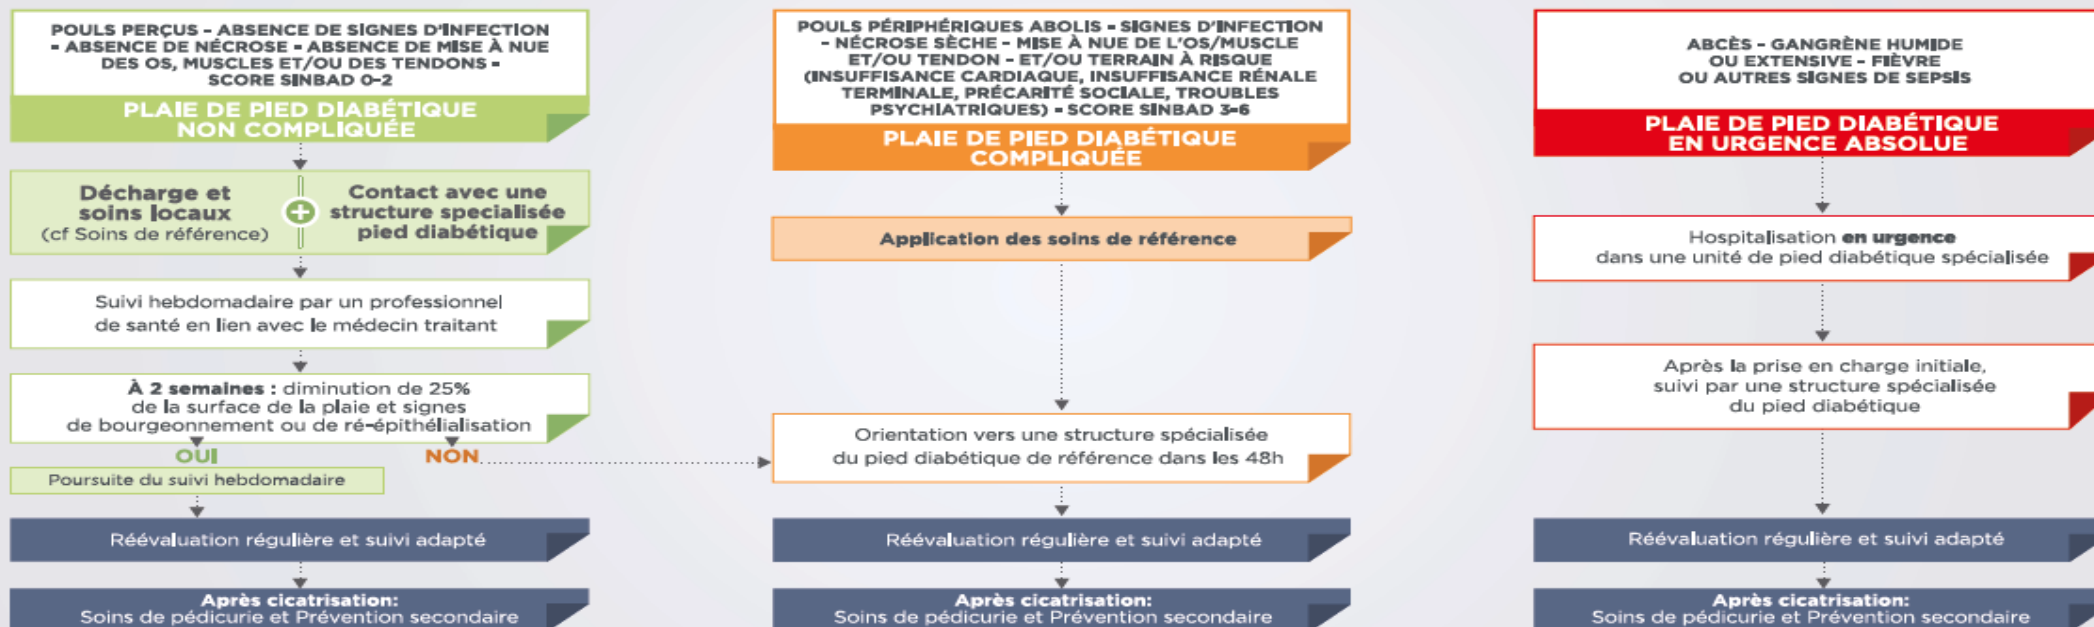 POULS PERÇUS - ABSENCE DE SIGNES D'INFECTION
- ABSENCE DE NÉCROSE - ABSENCE DE MISE À NUE
DES OS, MUSCLES ET/OU DES TENDONS -
SCORE SINBAD 0-2
PLAIE DE PIED DIABÉTIQUE
NON COMPLIQUÉE
Décharge et
soins locaux
(cf Soins de référence)
+
Contact avec une
structure specialisée
pied diabétique
Suivi hebdomadaire par un professionnel
de santé en lien avec le médecin traitant
À 2 semaines : diminution de 25%
de la surface de la plaie et signes
de bourgeonnement ou de ré-épithélialisation
OUI
NON
Poursuite du suivi hebdomadaire
Réévaluation régulière et suivi adapté
Après cicatrisation:
Soins de pédicurie et Prévention secondaire
POULS PÉRIPHÉRIQUES ABOLIS - SIGNES D'INFECTION
- NÉCROSE SÈCHE - MISE À NUE DE L'OS/MUSCLE
ET/OU TENDON - ET/OU TERRAIN À RISQUE
(INSUFFISANCE CARDIAQUE, INSUFFISANCE RÉNALE
TERMINALE, PRÉCARITÉ SOCIALE, TROUBLES
PSYCHIATRIQUES) - SCORE SINBAD 3-6
PLAIE DE PIED DIABÉTIQUE
COMPLIQUÉE
Application des soins de référence
Orientation vers une structure spécialisée
du pied diabétique de référence dans les 48h
Réévaluation régulière et suivi adapté
Après cicatrisation:
Soins de pédicurie et Prévention secondaire
ABCÈS - GANGRÈNE HUMIDE
OU EXTENSIVE - FIÈVRE
OU AUTRES SIGNES DE SEPSIS
PLAIE DE PIED DIABÉTIQUE
EN URGENCE ABSOLUE
Hospitalisation en urgence
dans une unité de pied diabétique spécialisée
Après la prise en charge initiale,
suivi par une structure spécialisée
du pied diabétique
Réévaluation régulière et suivi adapté
Après cicatrisation:
Soins de pédicurie et Prévention secondaire